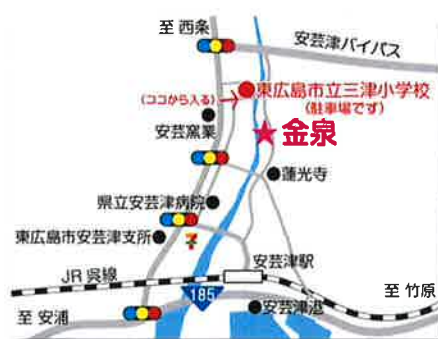 至 西条
安芸津バイパス
東広島市立三津小学校
(ココから入る)
(駐車場です)
安芸窯業
金泉
蓮光寺
県立安芸津病院
東広島市安芸津支所
7
安芸津駅
JR 呉線
至 竹原
185
至 安浦
安芸津港